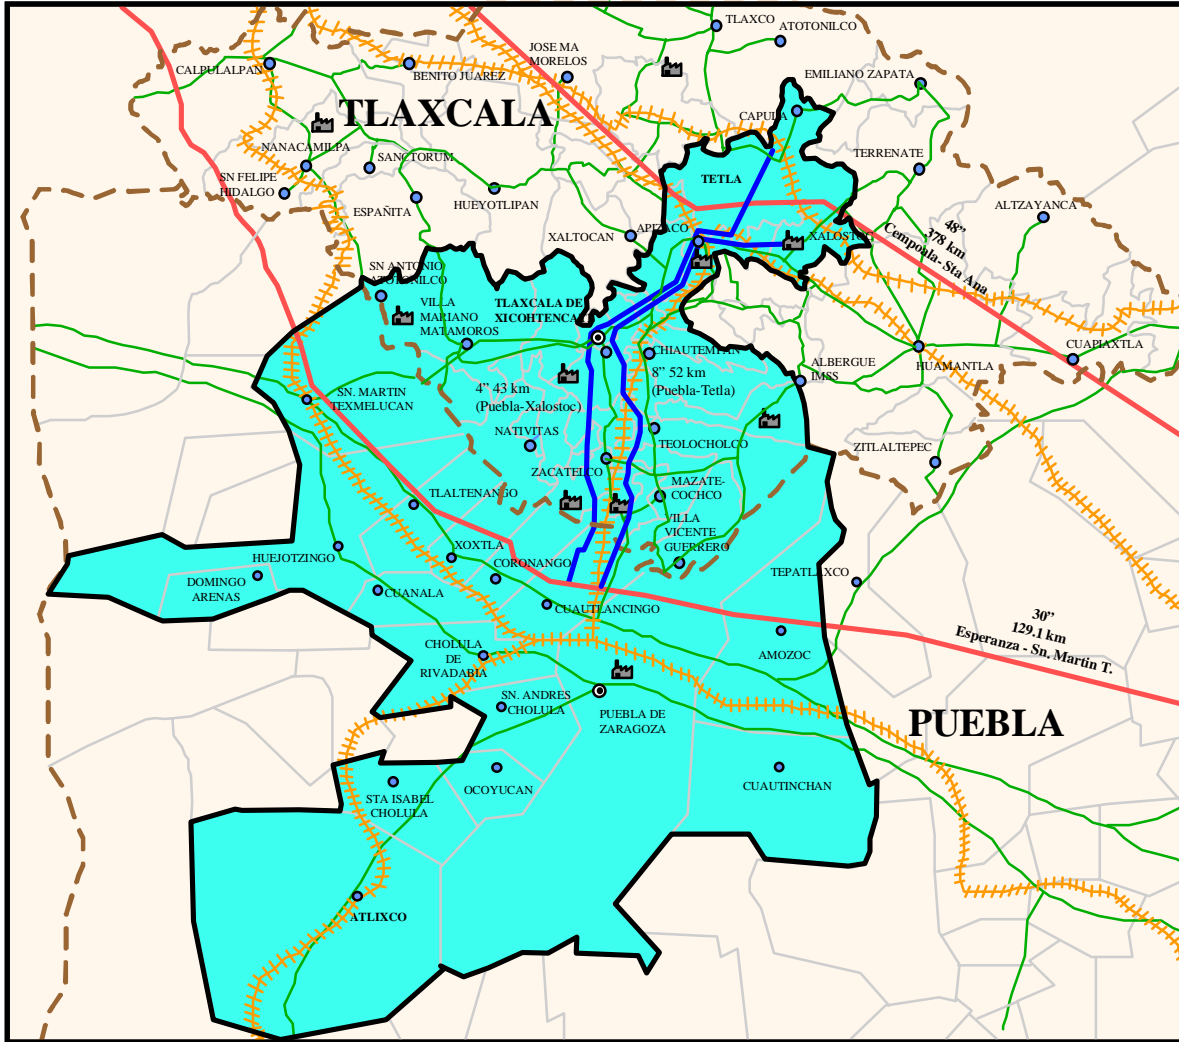 TLAXCO
ATOTONILCO
JOSE MA
MORELOS
CALPULALPAN
BENITO JUAREZ
EMILIANO ZAPATA
TLAXCALA
CAPULA
NANACAMILPA
SANCTORUM
TERRENATE
SN FELIPE
HIDALGO
TETLA
ESPAÑITA
HUEYOTLIPAN
ALTZAYANCA
XALTOCAN
APIZACO
XALOSTOC
48”
378 km
Cempoala- Sta Ana
SN ANTONIO
ATOTONILCO
VILLA
MARIANO
MATAMOROS
TLAXCALA DE
XICOHTENCATL
CHIAUTEMPAN
8” 52 km
(Puebla-Tetla)
ALBERGUE
IMSS
HUAMANTLA
CUAPIAXTLA
4” 43 km
(Puebla-Xalostoc)
SN. MARTIN
TEXMELUCAN
NATIVITAS
TEOLOCHOLCO
ZITLALTEPEC
ZACATELCO
MAZATE-
COCHCO
TLALTENANGO
VILLA
VICENTE
GUERRERO
XOXTLA
HUEJOTZINGO
CORONANGO
TEPATLAXCO
DOMINGO
ARENAS
CUANALA
CUAUTLANCINGO
30”
129.1 km
Esperanza - Sn. Martin T.
CHOLULA
DE
RIVADABIA
AMOZOC
SN. ANDRES
CHOLULA
PUEBLA DE
ZARAGOZA
PUEBLA
OCOYUCAN
CUAUTINCHAN
STA ISABEL
CHOLULA
ATLIXCO